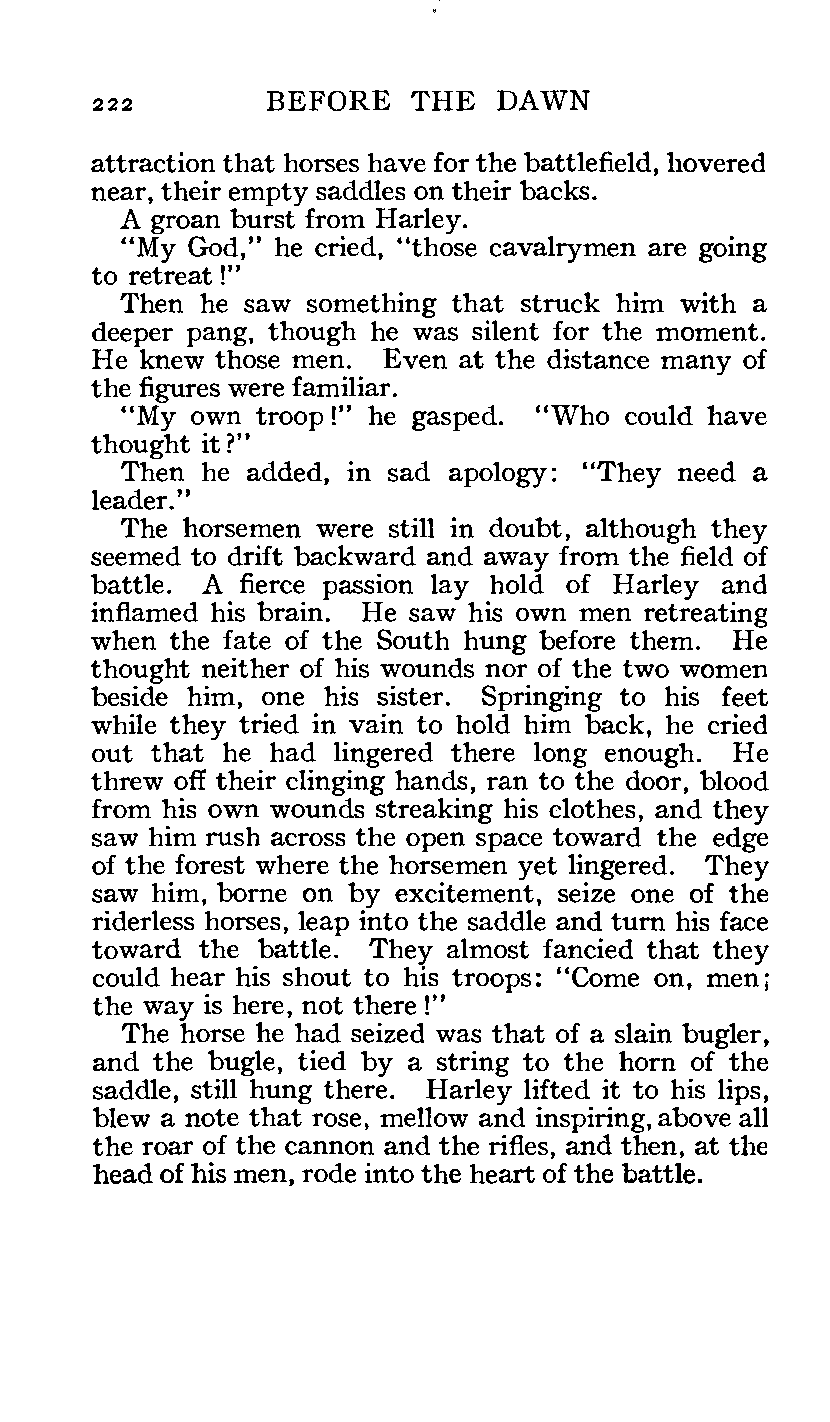 222 BEFORE THE DAWN
attraction that horses have for the battlefield, hovered
near, their empty saddles on their backs.
A groan burst from Harley.
"My God," he cried, "those cavalrymen are going
to retreat!"
Then he saw something that struck him with a
deeper pang, though he was silent for the moment.
He knew those men. Even at the distance many of
the figures were familiar.
"My own troop!" he gasped. "Who could have
thought it?"
Then he added, in sad apology: "They need a
leader."
The horsemen were still in doubt, although they
seemed to drift backward and away from the field of
battle. A fierce passion lay hold of Harley and
inflamed his brain. He saw his own men retreating
when the fate of the South hung before them. He
thought neither of his wounds nor of the two women
beside him, one his sister. Springing to his feet
while they tried in vain to hold him back, he cried
out that he had lingered there long enough. He
threw off their clinging hands, ran to the door, blood
from his own wounds streaking his clothes, and they
saw him rush across the open space toward the edge
of the forest where the horsemen yet lingered. They
saw him, borne on by excitement, seize one of the
riderless horses, leap into the saddle and turn his face
toward the battle. They almost fancied that they
could hear his shout to his troops: "Come on, men;
the way is here, not there!"
The horse he had seized was that of a slain bugler,
and the bugle, tied by a string to the horn of the
saddle, still hung there. Harley lifted it to his lips,
blew a note that rose, mellow and inspiring, above all
the roar of the cannon and the rifles, and then, at the
head of his men, rode into the heart of the battle.